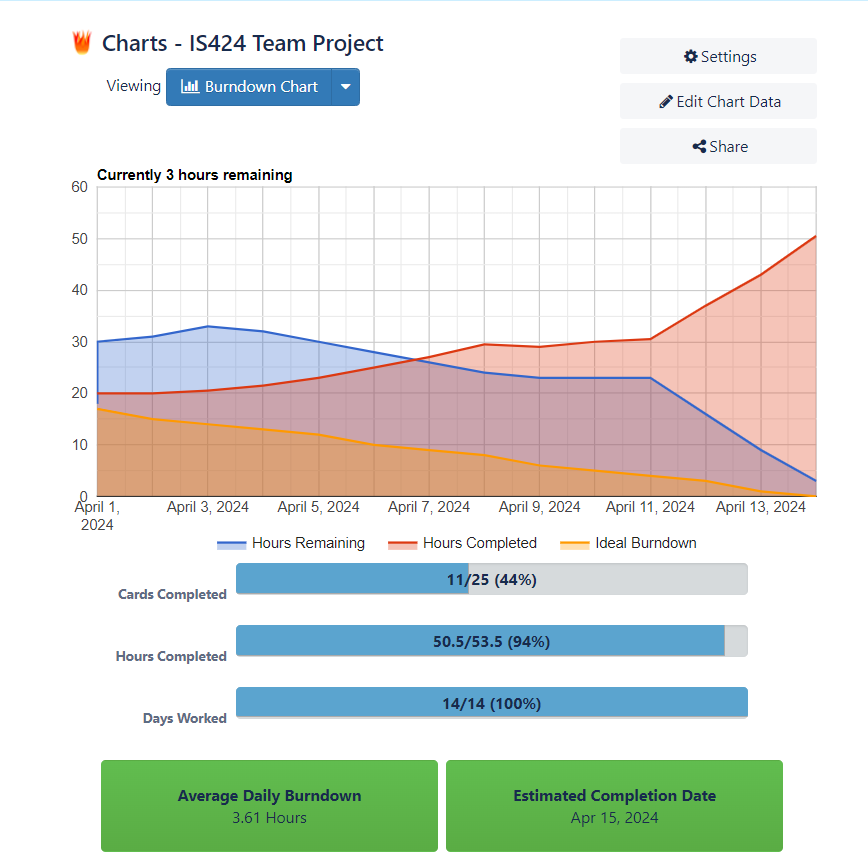 Charts - IS424 Team Project
Viewing
Burndown Chart
Settings
Edit Chart Data
Share
Currently 3 hours remaining
60
50
40
30
20
10
0
April 1,
2024
April 3, 2024
April 5, 2024
April 7, 2024
April 9, 2024
April 11, 2024
April 13, 2024
Hours Remaining
Hours Completed
Ideal Burndown
Cards Completed
11/25 (44%)
Hours Completed
50.5/53.5 (94%)
Days Worked
14/14 (100%)
Average Daily Burndown
3.61 Hours
Estimated Completion Date
Apr 15, 2024